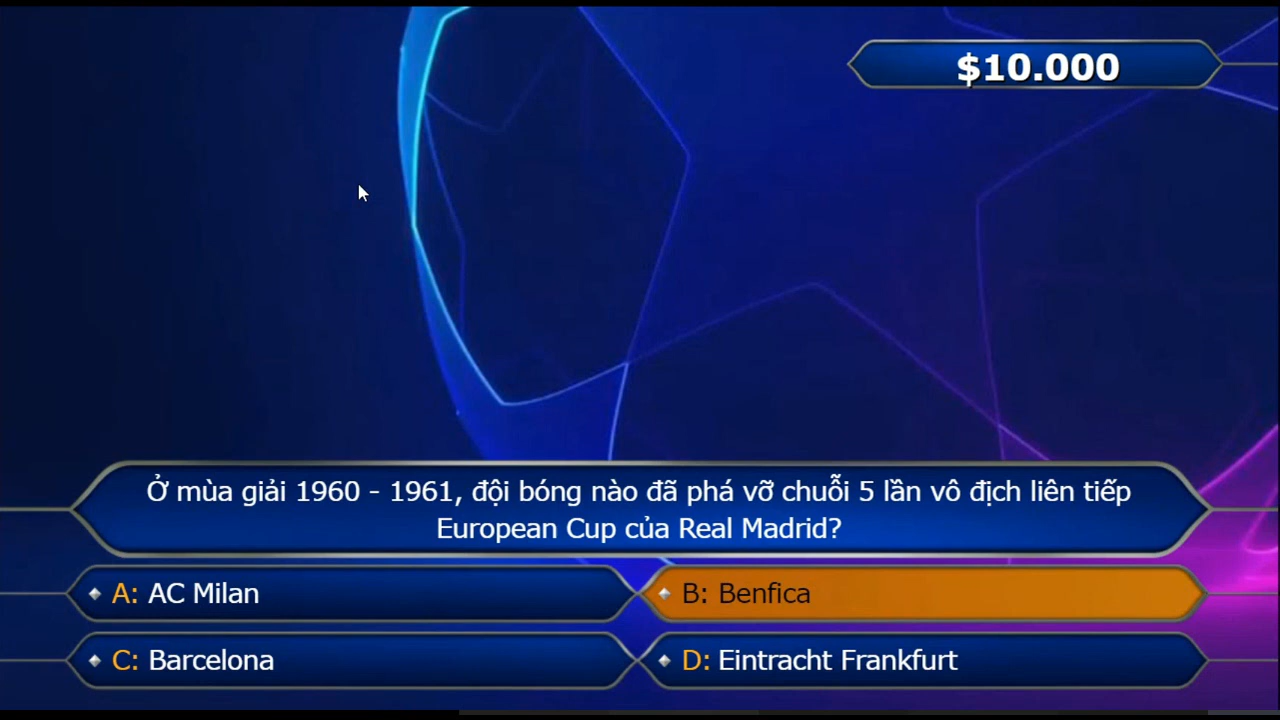 $10.000
Ở mùa giải 1960 - 1961, đội bóng nào đã phá vỡ chuỗi 5 lần vô địch liên tiếp
European Cup của Real Madrid?
A: AC Milan
B: Benfica
C: Barcelona
D: Eintracht Frankfurt